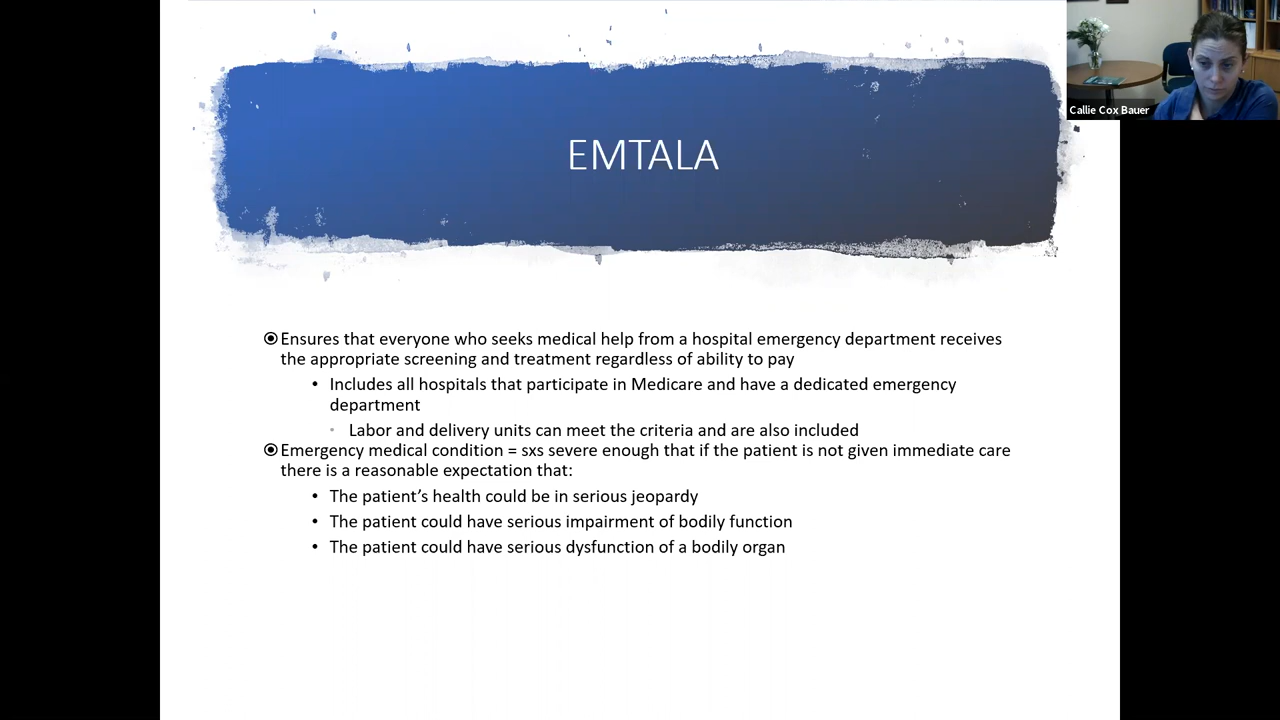 Callie Cox Bauer
EMTALA
Ensures that everyone who seeks medical help from a hospital emergency department receives
the appropriate screening and treatment regardless of ability to pay
• Includes all hospitals that participate in Medicare and have a dedicated emergency
department
• Labor and delivery units can meet the criteria and are also included
Emergency medical condition = sxs severe enough that if the patient is not given immediate care
there is a reasonable expectation that:
• The patient’s health could be in serious jeopardy
• The patient could have serious impairment of bodily function
• The patient could have serious dysfunction of a bodily organ